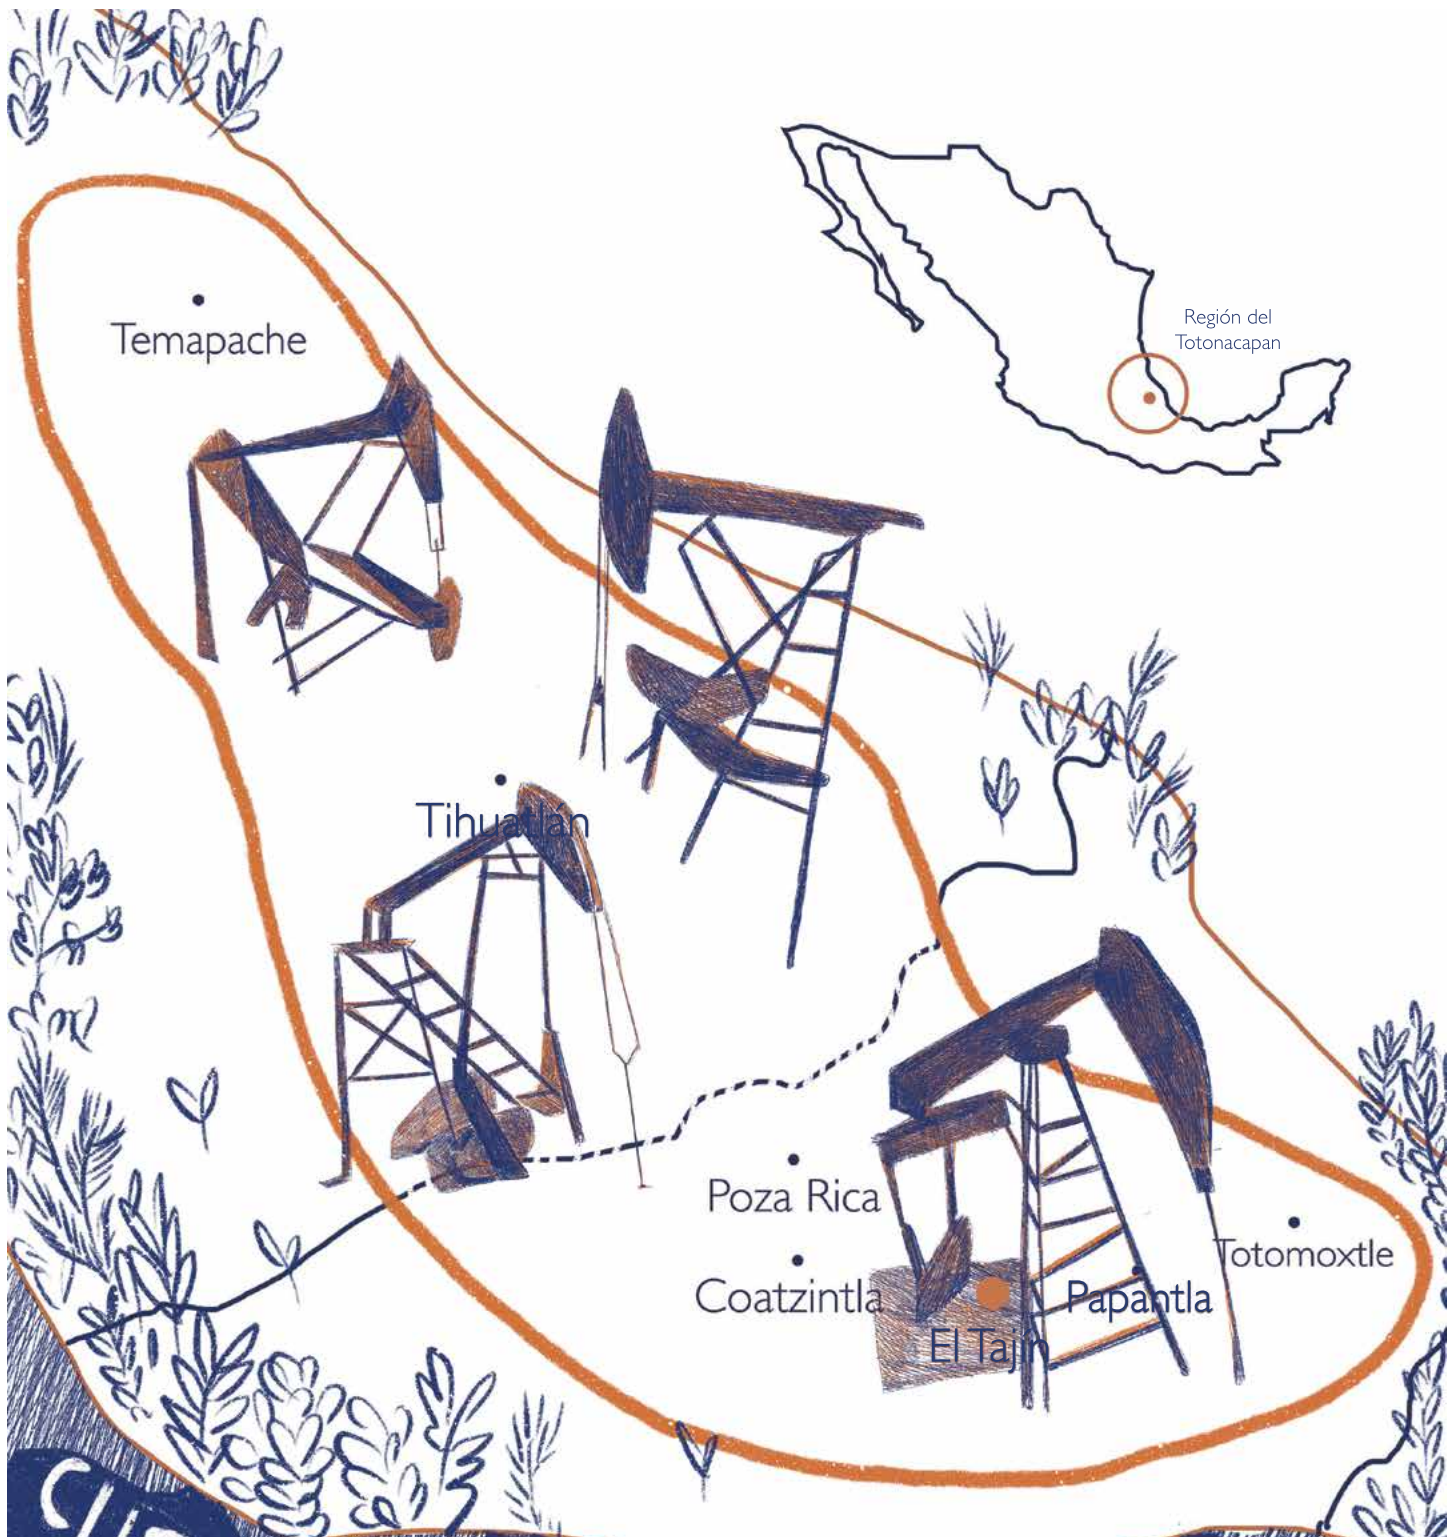 Región del
Totonacapan
Temapache
Tihuatlán
Poza Rica
Coatzintla
Totomoxtle
Papantla
El Tajín